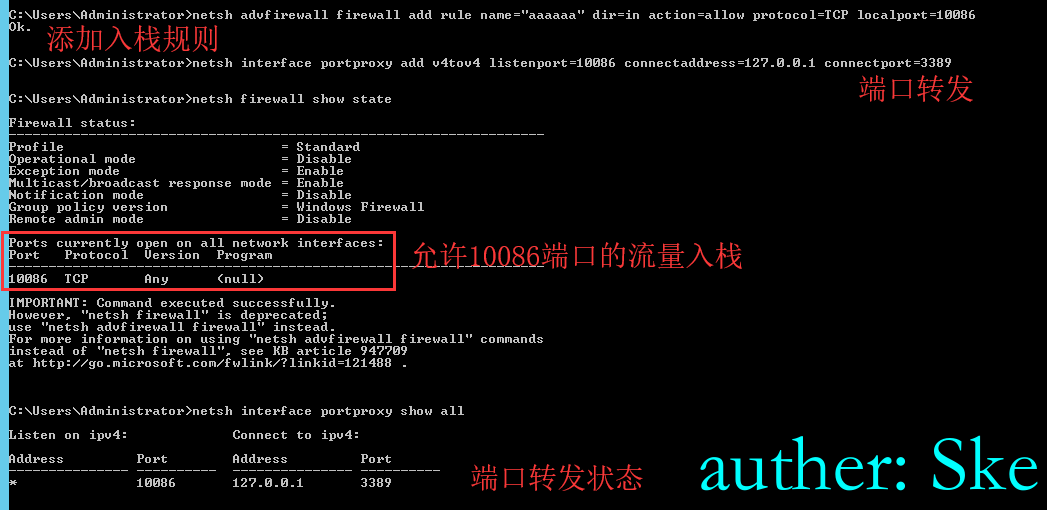 C:\Users\Administrator>netsh advfirewall firewall add rule name="aaaaaa" dir=in action=allow protocol=TCP localport=10086
Ok.
添加入栈规则
C:\Users\Administrator>netsh interface portproxy add v4tov4 listenport=10086 connectaddress=127.0.0.1 connectport=3389
端口转发
C:\Users\Administrator>netsh firewall show state
Firewall status:
-------------------------------------------------------------------
Profile = Standard
Operational mode = Disable
Exception mode = Enable
Multicast/broadcast response mode = Enable
Notification mode = Disable
Group policy version = Windows Firewall
Remote admin mode = Disable
Ports currently open on all network interfaces:
Port Protocol Version Program
-------------------------------------------------------------------
10086 TCP Any (null)
允许10086端口的流量入栈
IMPORTANT: Command executed successfully.
However, "netsh firewall" is deprecated;
use "netsh advfirewall firewall" instead.
For more information on using "netsh advfirewall firewall" commands
instead of "netsh firewall", see KB article 947709
at http://go.microsoft.com/fwlink/?linkid=121488 .
C:\Users\Administrator>netsh interface portproxy show all
Listen on ipv4: Connect to ipv4:
Address Port Address Port
--------------- ---------- --------------- ----------
* 10086 127.0.0.1 3389
端口转发状态
auther: Ske